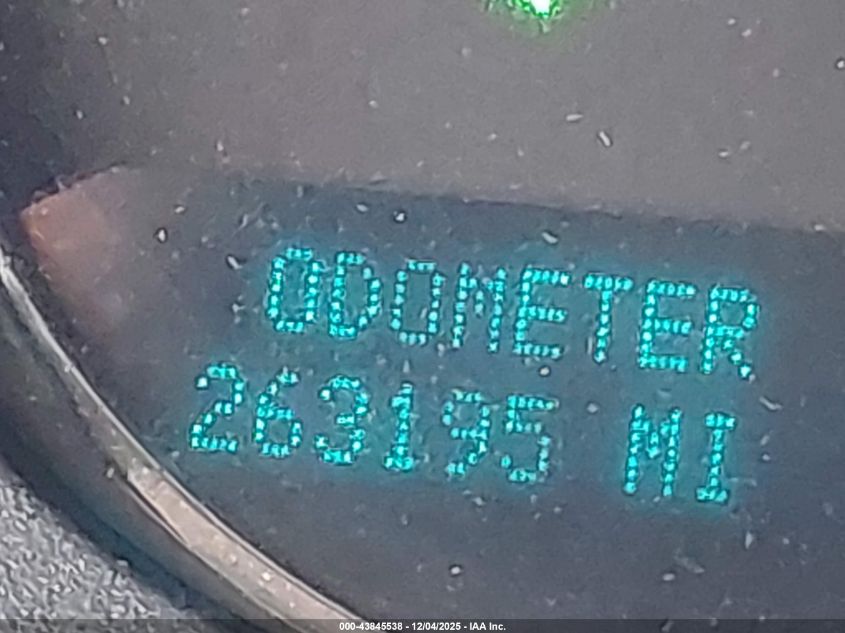 ODOMETER
263195 MI
000-43845538 - 12/04/2025 - IAA Inc.